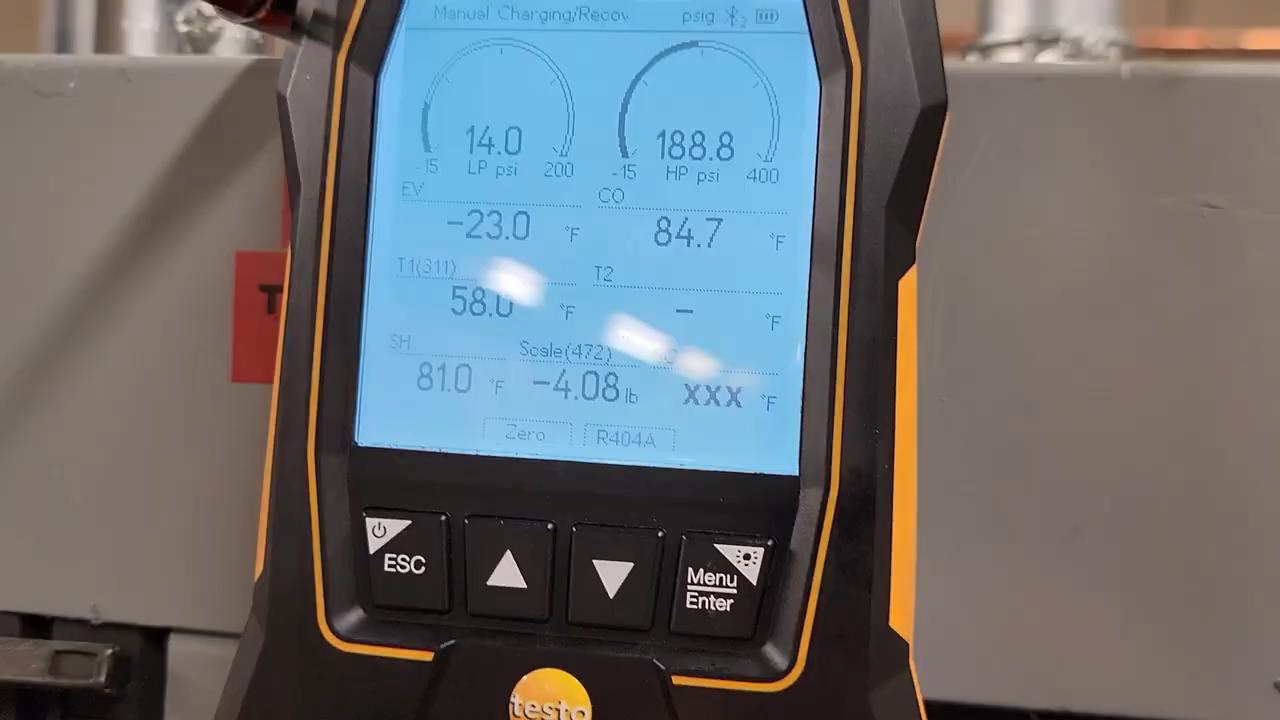 Manual Charging/Recov psig 2
14.0 188.8
-15 LP psi 200 -15 HP psi 400
EV CO
-23.0 °F 84.7 °F
T1(311) T2
58.0 °F - °F
SH Scale(472)
81.0 °F -4.08 lb xxx °F
Zero R404A
ESC Menu
Enter
testo
T